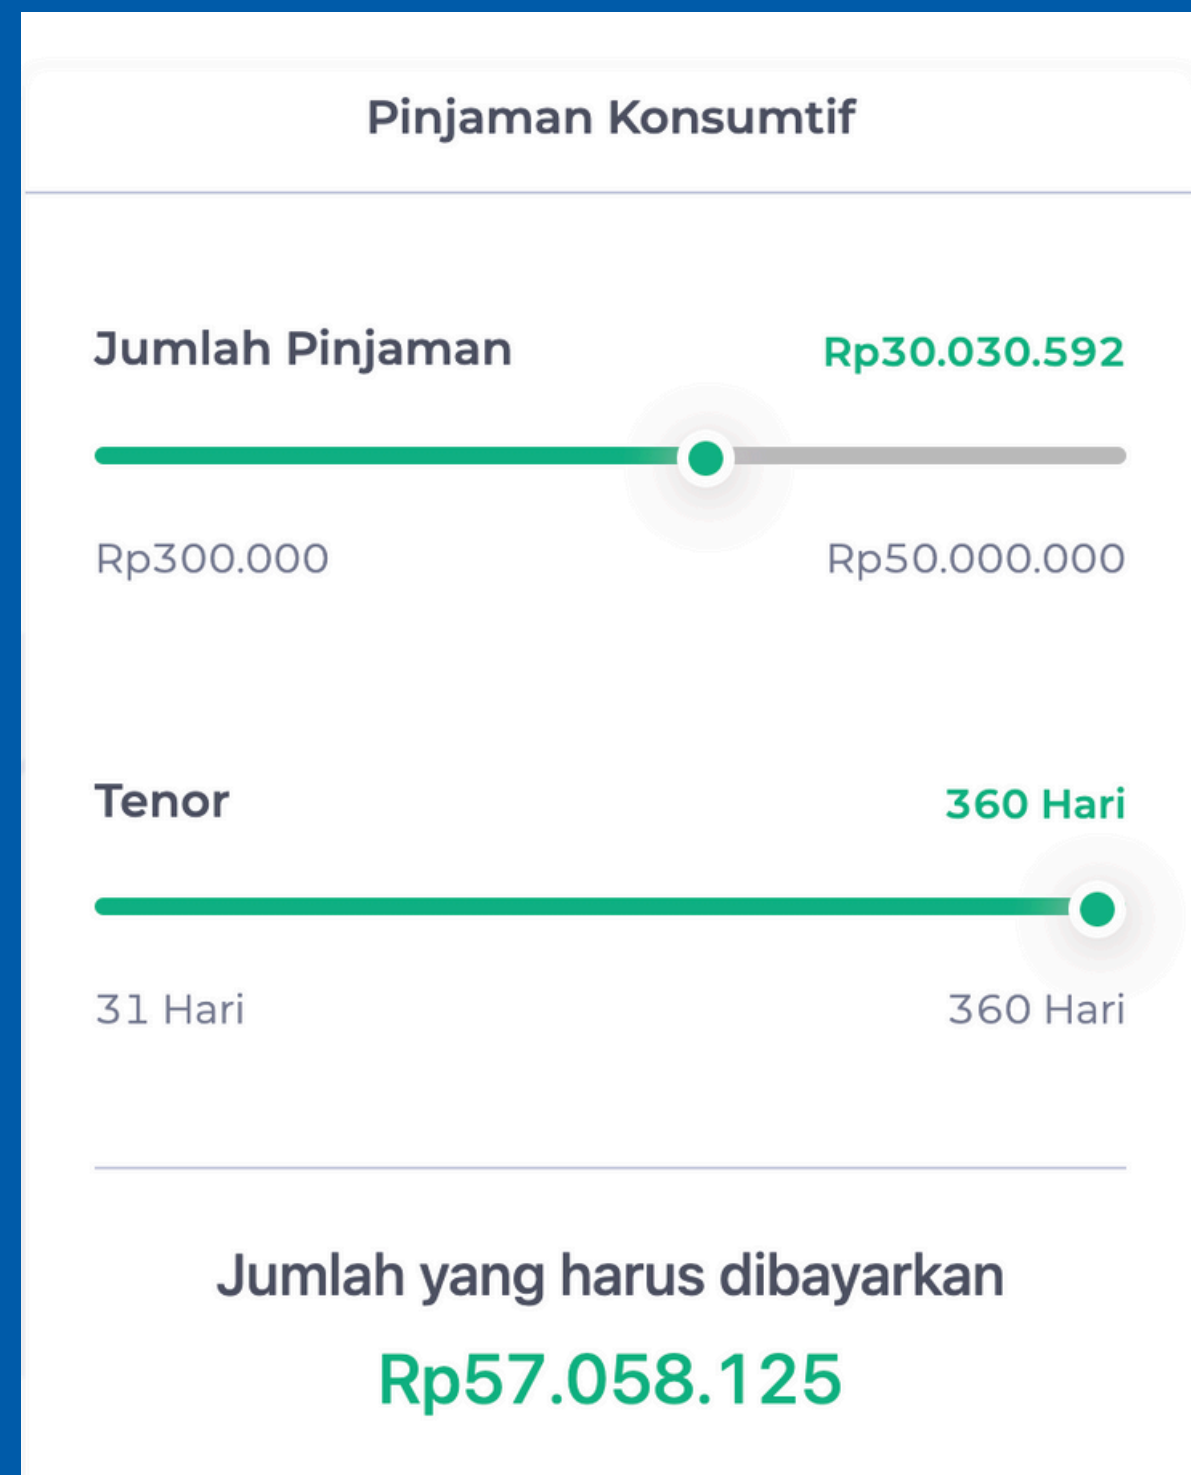 Pinjaman Konsumtif
Jumlah Pinjaman Rp30.030.592
Rp300.000 Rp50.000.000
Tenor 360 Hari
31 Hari 360 Hari
Jumlah yang harus dibayarkan
Rp57.058.125